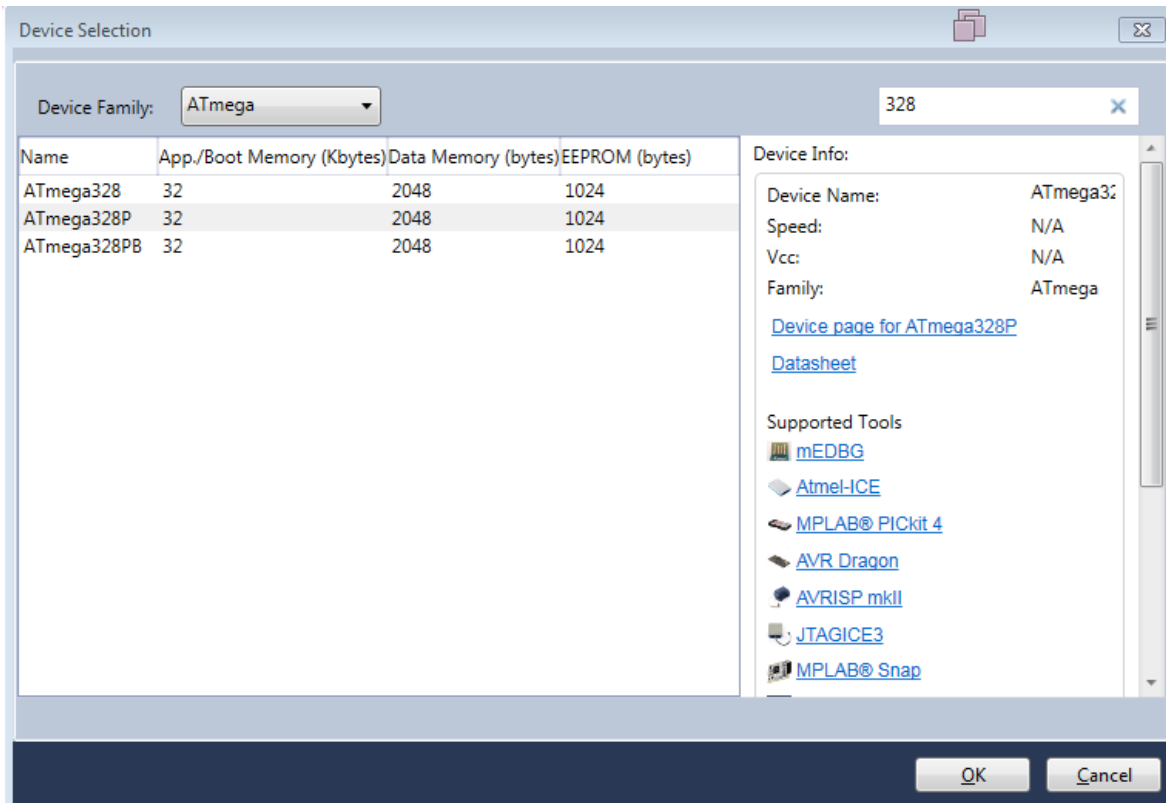 Device Selection
Device Family: ATmega 328
Name App./Boot Memory (Kbytes) Data Memory (bytes) EEPROM (bytes)
ATmega328 32 2048 1024
ATmega328P 32 2048 1024
ATmega328PB 32 2048 1024
Device Info:
Device Name: ATmega32
Speed: N/A
Vcc: N/A
Family: ATmega
Device page for ATmega328P
Datasheet
Supported Tools
mEDBG
Atmel-ICE
MPLAB® PICkit 4
AVR Dragon
AVRISP mkII
JTAGICE3
MPLAB® Snap
OK Cancel